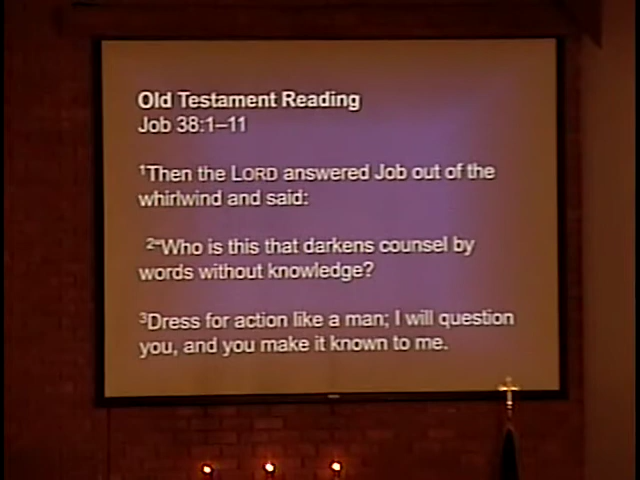 Old Testament Reading
Job 38:1–11
¹Then the LORD answered Job out of the
whirlwind and said:
²“Who is this that darkens counsel by
words without knowledge?
³Dress for action like a man; I will question
you, and you make it known to me.